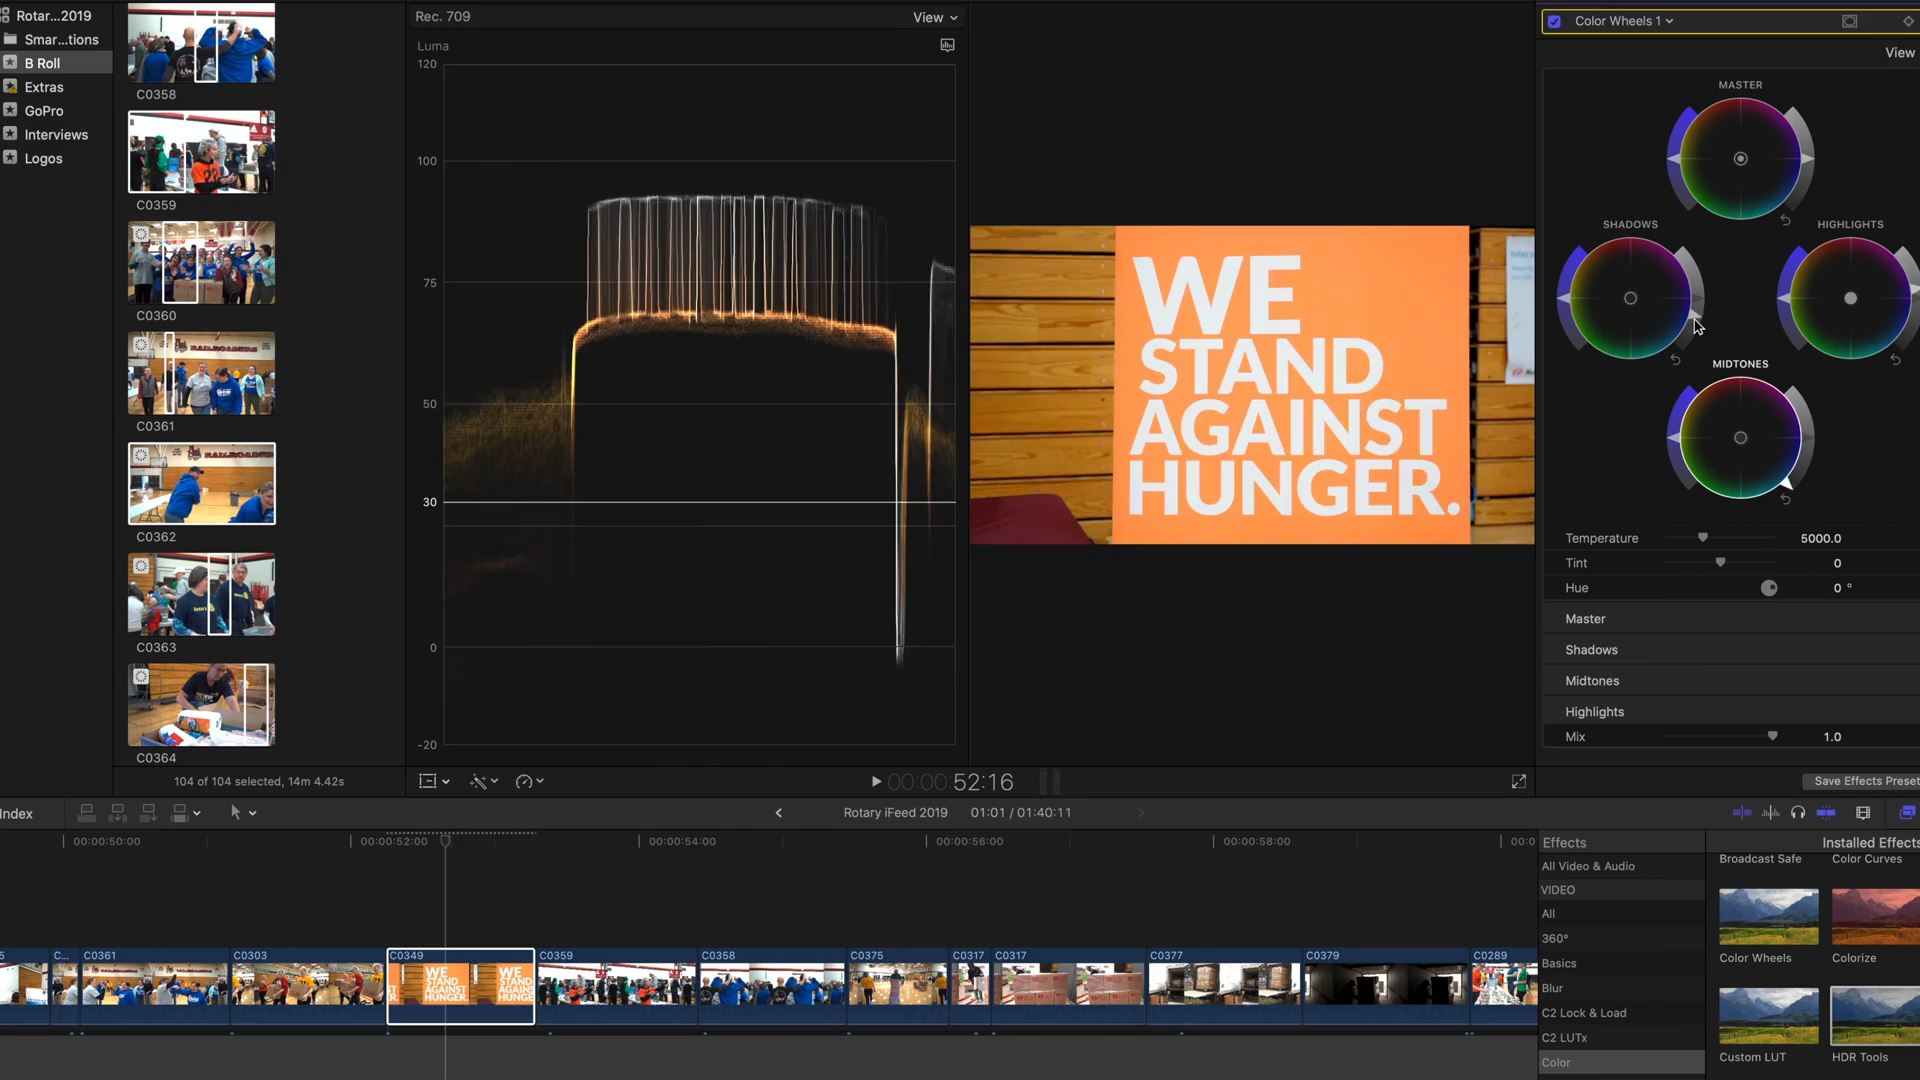 Rotar...2019
Smar...tions
B Roll
Extras
GoPro
Interviews
Logos
C0358
C0359
C0360
RAILROADERS
C0361
RAILROADERS
C0362
C0363
C0364
104 of 104 selected, 14m 4.42s
Rec. 709
View
Luma
120
100
75
50
30
0
-20
WE
STAND
AGAINST
HUNGER.
00:00:52:16
Color Wheels 1
View
MASTER
SHADOWS
HIGHLIGHTS
MIDTONES
Temperature 5000.0
Tint 0
Hue 0 °
Master
Shadows
Midtones
Highlights
Mix 1.0
Save Effects Preset
Index
Rotary iFeed 2019 01:01 / 01:40:11
00:00:50:00
00:00:52:00
00:00:54:00
00:00:56:00
00:00:58:00
00:0
5
C...
C0361
C0303
C0349
C0359
C0358
C0375
C0317
C0317
C0377
C0379
C0289
WE
STAND
AGAINST
HUNGER
WE
STAND
AGAINST
HUNGE
Effects
All Video & Audio
VIDEO
All
360°
Basics
Blur
C2 Lock & Load
C2 LUTx
Color
Installed Effects
Broadcast Safe
Color Curves
Color Wheels
Colorize
Custom LUT
HDR Tools